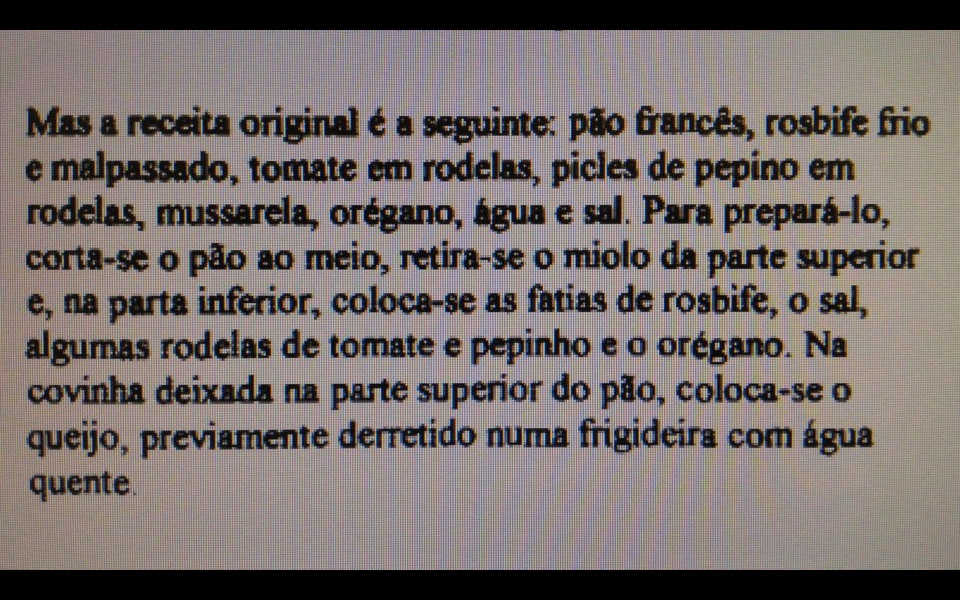 Mas a receita original é a seguinte: pão francês, rosbife frio
e malpassado, tomate em rodelas, picles de pepino em
rodelas, mussarela, orégano, água e sal. Para prepará-lo,
corta-se o pão ao meio, retira-se o miolo da parte superior
e, na parta inferior, coloca-se as fatias de rosbife, o sal,
algumas rodelas de tomate e pepinho e o orégano. Na
covinha deixada na parte superior do pão, coloca-se o
queijo, previamente derretido numa frigideira com água
quente.